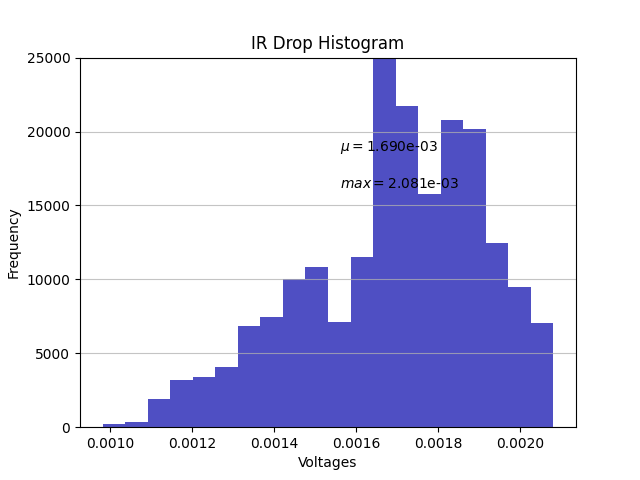 IR Drop Histogram
25000
20000
15000
10000
5000
0
Frequency
μ = 1.690e-03
max = 2.081e-03
0.0010 0.0012 0.0014 0.0016 0.0018 0.0020
Voltages